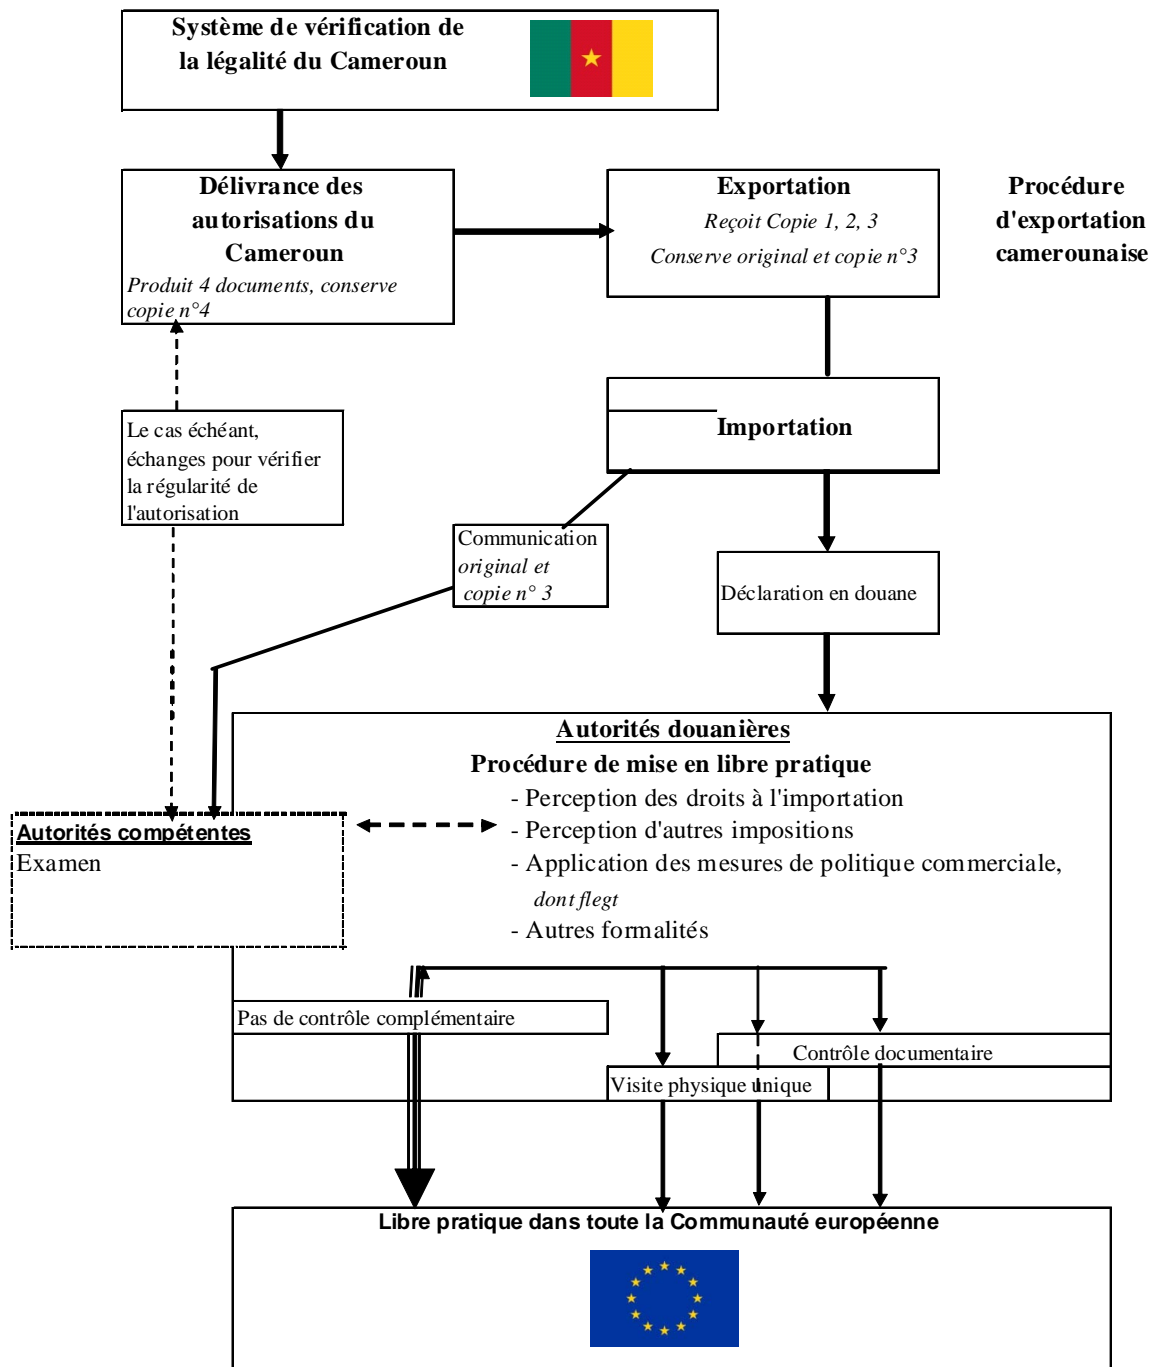 Système de vérification de
la légalité du Cameroun
Délivrance des
autorisations du
Cameroun
Produit 4 documents, conserve
copie n°4
Exportation
Reçoit Copie 1, 2, 3
Conserve original et copie n°3
Procédure
d'exportation
camerounaise
Importation
Le cas échéant,
échanges pour vérifier
la régularité de
l'autorisation
Communication
original et
copie n° 3
Déclaration en douane
Autorités douanières
Procédure de mise en libre pratique
- Perception des droits à l'importation
- Perception d'autres impositions
- Application des mesures de politique commerciale,
dont flegt
- Autres formalités
Autorités compétentes
Examen
Pas de contrôle complémentaire
Contrôle documentaire
Visite physique unique
Libre pratique dans toute la Communauté européenne